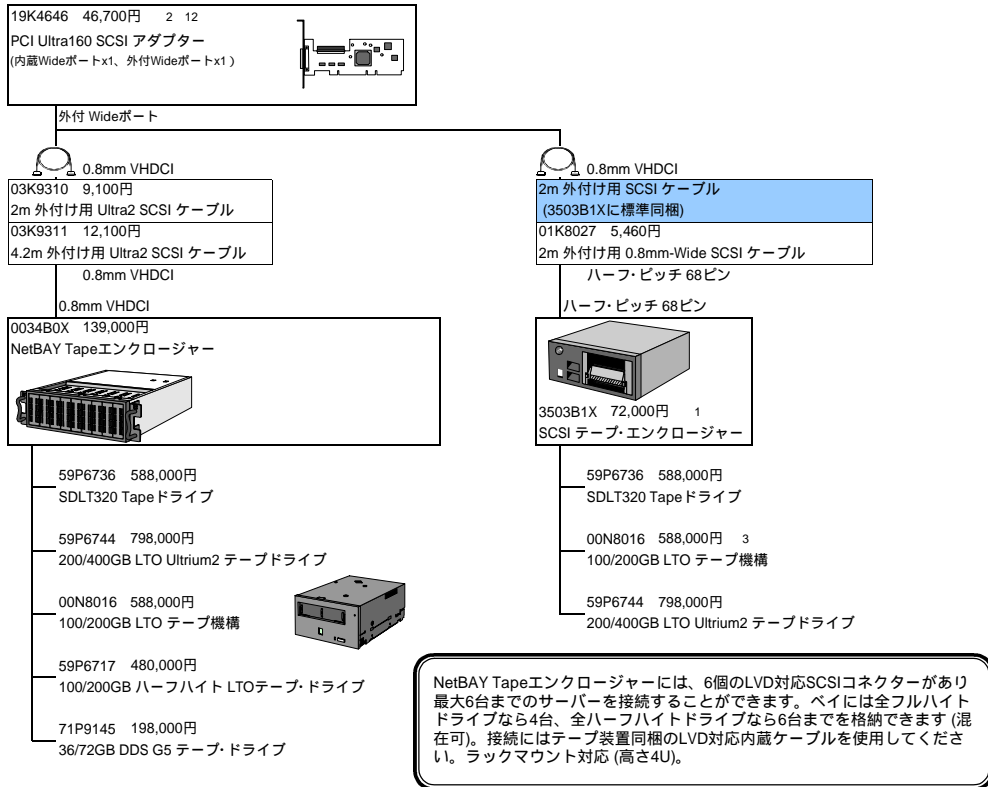 19K4646 46,700円 2 12
PCI Ultra160 SCSI アダプター
(内蔵Wideポートx1、外付Wideポートx1 )
外付 Wideポート
0.8mm VHDCI
03K9310 9,100円
2m 外付け用 Ultra2 SCSI ケーブル
03K9311 12,100円
4.2m 外付け用 Ultra2 SCSI ケーブル
0.8mm VHDCI
0.8mm VHDCI
0034B0X 139,000円
NetBAY Tapeエンクロージャー
59P6736 588,000円
SDLT320 Tapeドライブ
59P6744 798,000円
200/400GB LTO Ultrium2 テープドライブ
00N8016 588,000円
100/200GB LTO テープ機構
59P6717 480,000円
100/200GB ハーフハイト LTOテープ・ドライブ
71P9145 198,000円
36/72GB DDS G5 テープ・ドライブ
0.8mm VHDCI
2m 外付け用 SCSI ケーブル
(3503B1Xに標準同梱)
01K8027 5,460円
2m 外付け用 0.8mm-Wide SCSI ケーブル
ハーフ・ピッチ 68ピン
ハーフ・ピッチ 68ピン
3503B1X 72,000円 1
SCSI テープ・エンクロージャー
59P6736 588,000円
SDLT320 Tapeドライブ
00N8016 588,000円 3
100/200GB LTO テープ機構
59P6744 798,000円
200/400GB LTO Ultrium2 テープドライブ
NetBAY Tapeエンクロージャーには、6個のLVD対応SCSIコネクターがあり
最大6台までのサーバーを接続することができます。ベイには全フルハイト
ドライブなら4台、全ハーフハイトドライブなら6台までを格納できます (混
在可)。接続にはテープ装置同梱のLVD対応内蔵ケーブルを使用してくださ
い。ラックマウント対応 (高さ4U)。